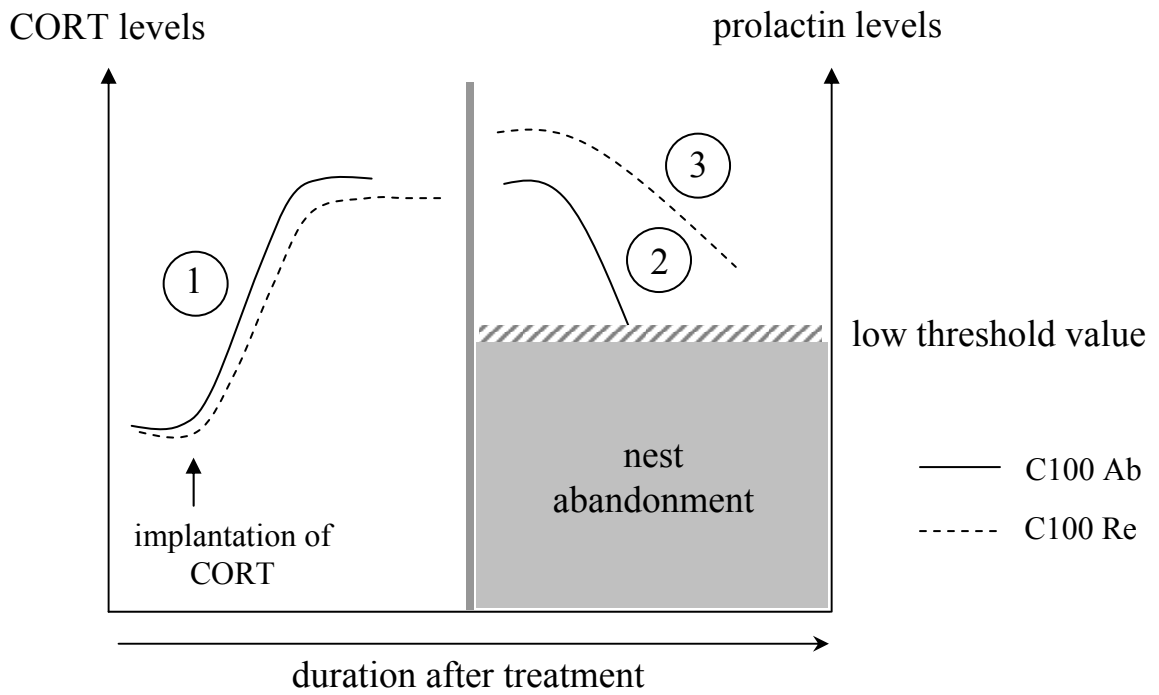 CORT levels
prolactin levels
3
1
2
low threshold value
nest
abandonment
C100 Ab
C100 Re
implantation of
CORT
duration after treatment